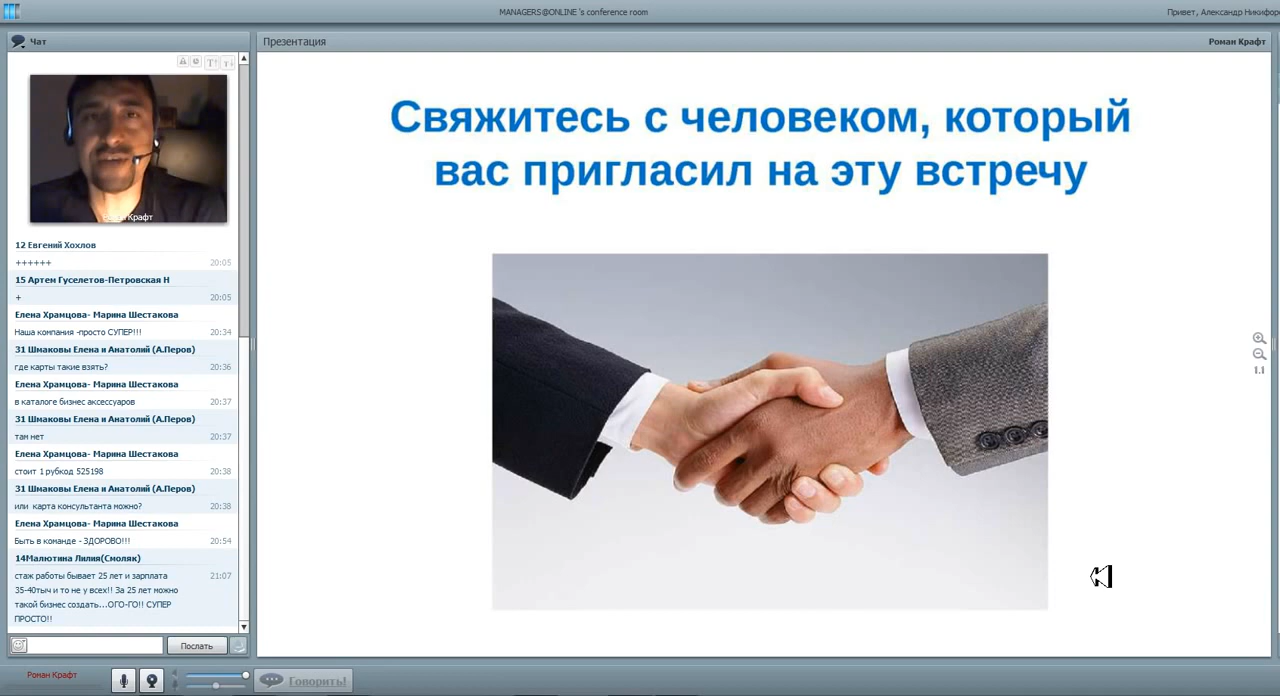 MANAGERS@ONLINE 's conference room
Привет, Александр Никифор
Чат
Презентация
Роман Крафт
Свяжитесь с человеком, который
вас пригласил на эту встречу
Крафт
12 Евгений Хохлов
++++++ 20:05
15 Артем Гуселетов-Петровская Н
+ 20:05
Елена Храмцова- Марина Шестакова
Наша компания -просто СУПЕР!!! 20:34
31 Шмаковы Елена и Анатолий (А.Перов)
где карты такие взять? 20:36
Елена Храмцова- Марина Шестакова
в каталоге бизнес аксессуаров 20:37
31 Шмаковы Елена и Анатолий (А.Перов)
там нет 20:37
Елена Храмцова- Марина Шестакова
стоит 1 рубкод 525198 20:38
31 Шмаковы Елена и Анатолий (А.Перов)
или карта консультанта можно? 20:38
Елена Храмцова- Марина Шестакова
Быть в команде - ЗДОРОВО!!! 20:54
14Малютина Лилия(Смоляк)
стаж работы бывает 25 лет и зарплата 21:07
35-40тыч и то не у всех!! За 25 лет можно
такой бизнес создать...ОГО-ГО!! СУПЕР
ПРОСТО!!
Послать
1:1
Роман Крафт
Говорить!